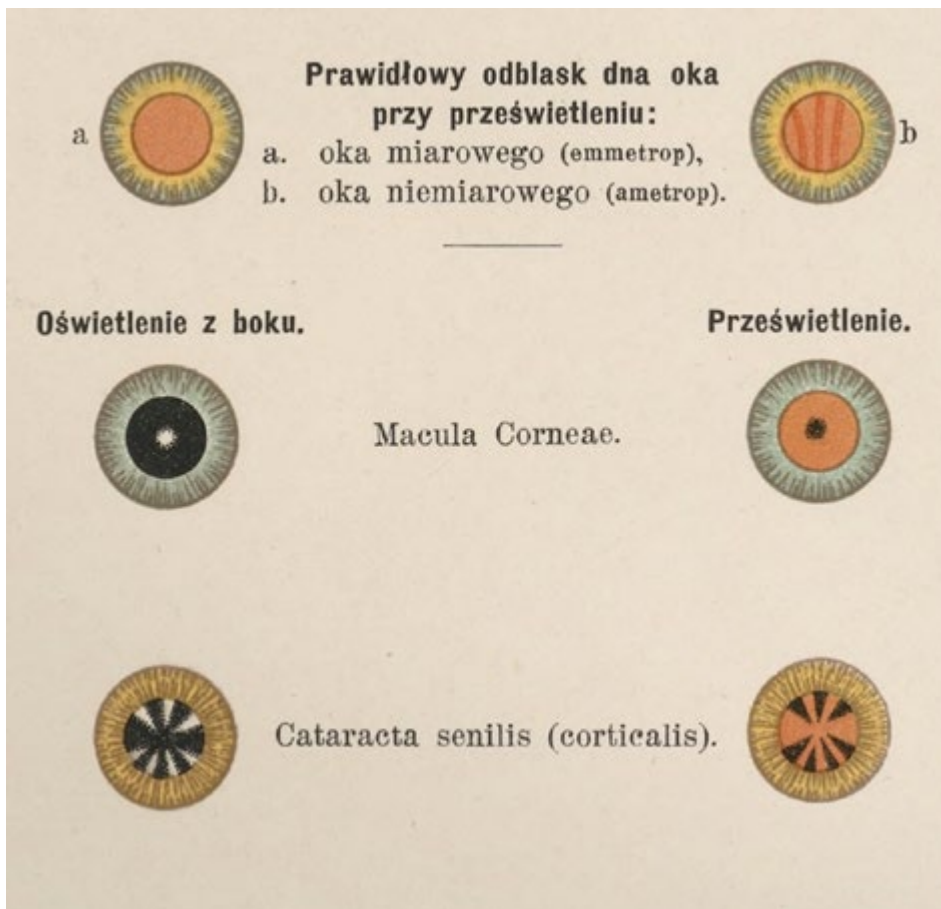 Prawidłowy odblask dna oka
przy prześwietleniu:
a
a. oka miarowego (emmetrop),
b
b. oka niemiarowego (ametrop).
Oświetlenie z boku.
Prześwietlenie.
Macula Corneae.
Cataracta senilis (corticalis).